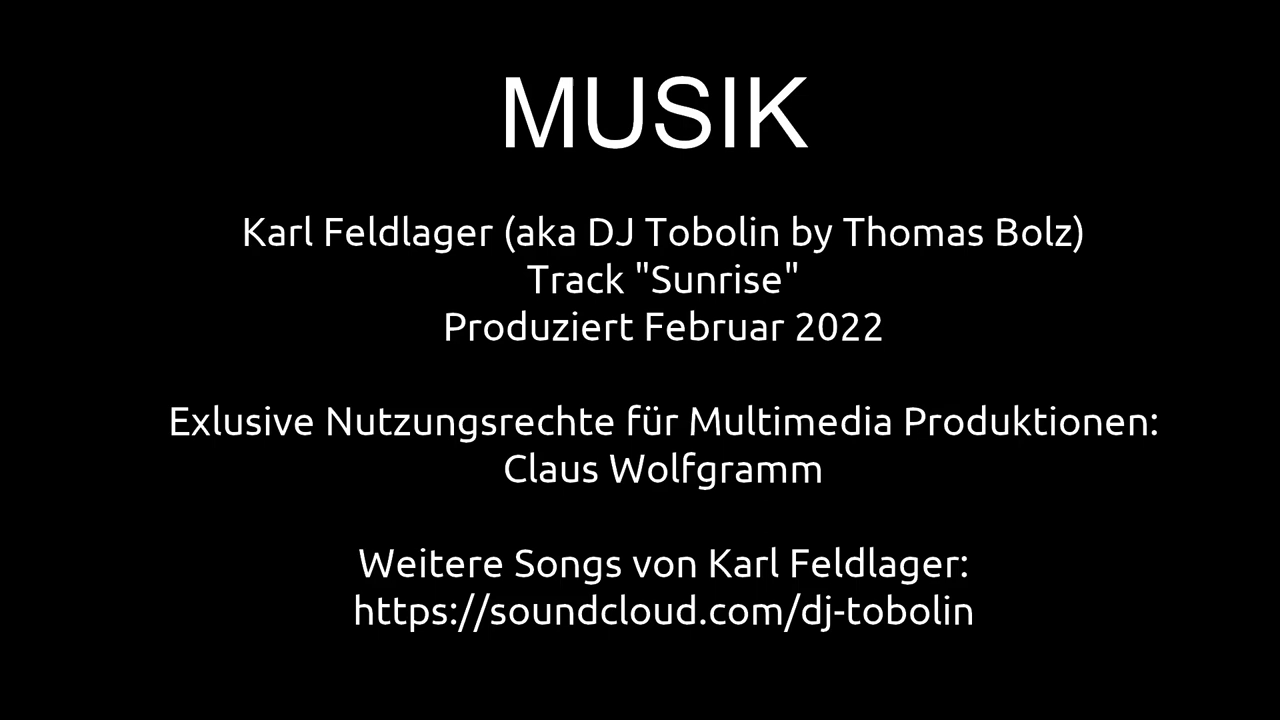 MUSIK
Karl Feldlager (aka DJ Tobolin by Thomas Bolz)
Track "Sunrise"
Produziert Februar 2022
Exlusive Nutzungsrechte für Multimedia Produktionen:
Claus Wolfgramm
Weitere Songs von Karl Feldlager:
https://soundcloud.com/dj-tobolin